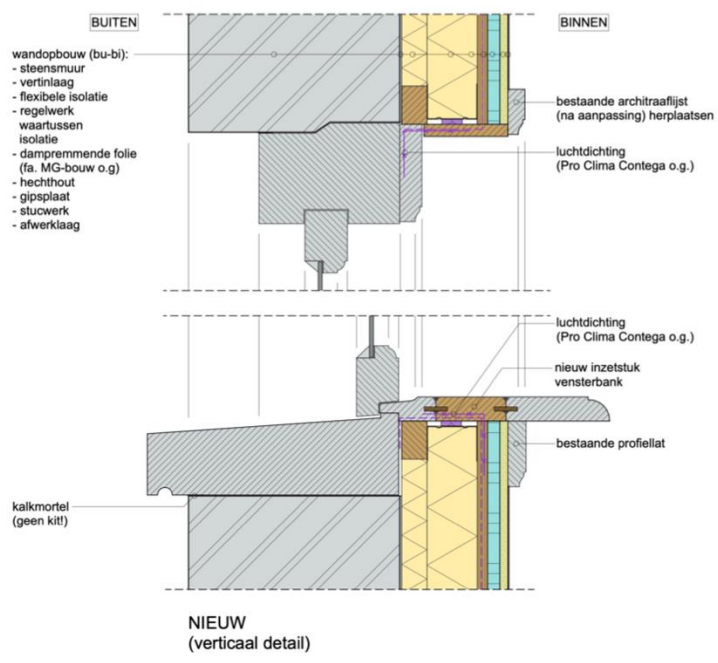 BUITEN
BINNEN
wandopbouw (bu-bi):
- steensmuur
- vertinlaag
- flexibele isolatie
- regelwerk
waartussen
isolatie
- dampremmende folie
(fa. MG-bouw o.g)
- hechthout
- gipsplaat
- stucwerk
- afwerklaag
bestaande architraaflijst
(na aanpassing) herplaatsen
luchtdichting
(Pro Clima Contega o.g.)
luchtdichting
(Pro Clima Contega o.g.)
nieuw inzetstuk
vensterbank
bestaande profiellat
kalkmortel
(geen kit!)
NIEUW
(verticaal detail)